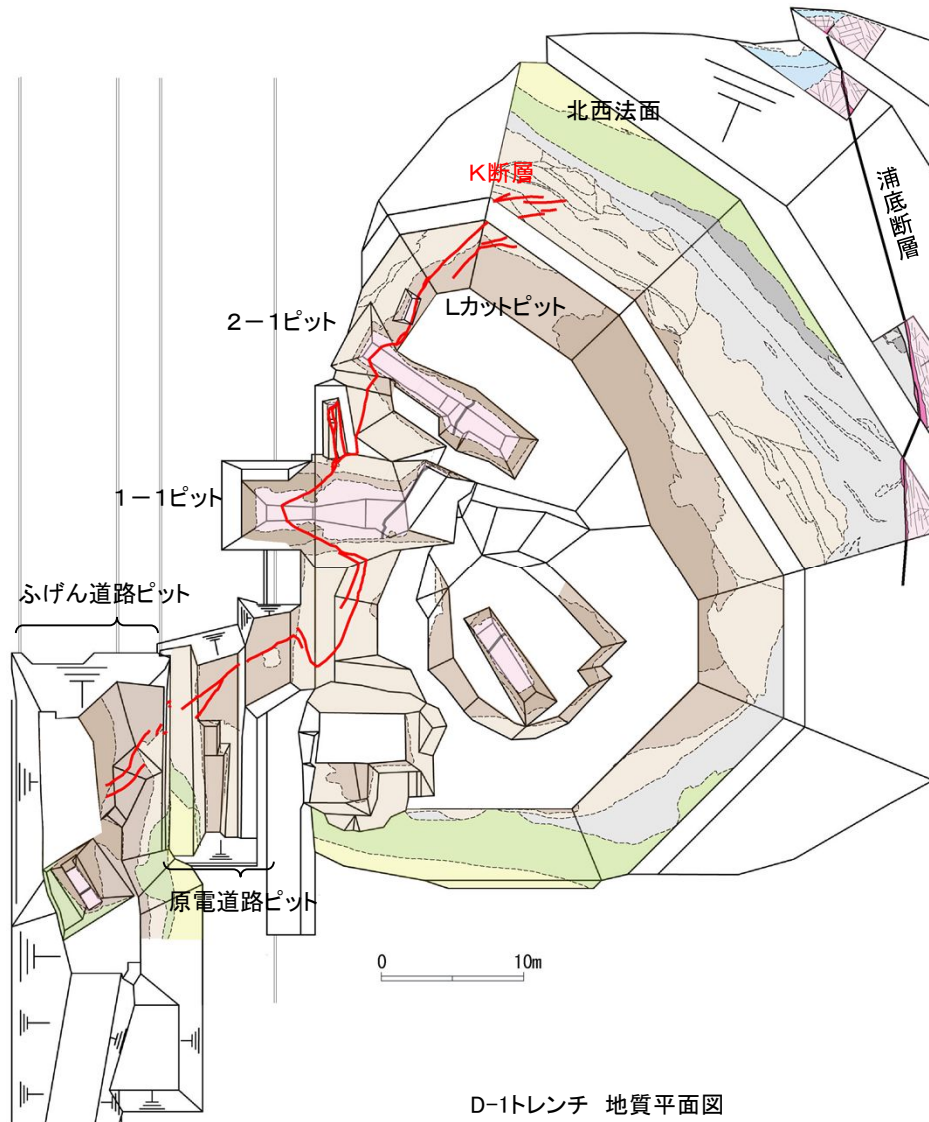 北西法面
K断層
浦底断層
Lカットピット
2-1ピット
1-1ピット
ふげん道路ピット
原電道路ピット
0 10m
D-1トレンチ 地質平面図